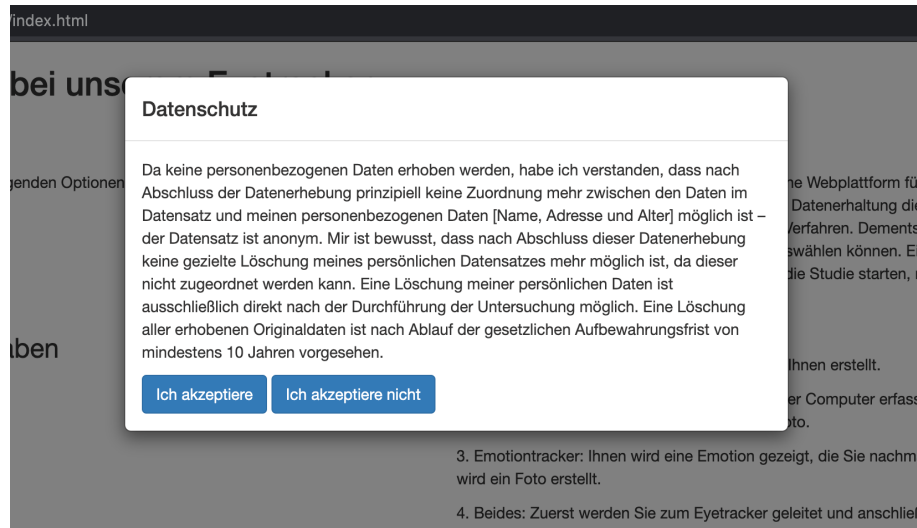 /index.html
bei
Datenschutz
Da keine personenbezogenen Daten erhoben werden, habe ich verstanden, dass nach
Abschluss der Datenerhebung prinzipiell keine Zuordnung mehr zwischen den Daten im
Datensatz und meinen personenbezogenen Daten [Name, Adresse und Alter] möglich ist –
der Datensatz ist anonym. Mir ist bewusst, dass nach Abschluss dieser Datenerhebung
keine gezielte Löschung meines persönlichen Datensatzes mehr möglich ist, da dieser
nicht zugeordnet werden kann. Eine Löschung meiner persönlichen Daten ist
ausschließlich direkt nach der Durchführung der Untersuchung möglich. Eine Löschung
aller erhobenen Originaldaten ist nach Ablauf der gesetzlichen Aufbewahrungsfrist von
mindestens 10 Jahren vorgesehen.
Ich akzeptiere Ich akzeptiere nicht
genden Optionen
ne Webplattform fü
Datenerhaltung die
Verfahren. Dements
swählen können. Ei
die Studie starten,
aben
Ihnen erstellt.
er Computer erfass
oto.
3. Emotiontracker: Ihnen wird eine Emotion gezeigt, die Sie nachm
wird ein Foto erstellt.
4. Beides: Zuerst werden Sie zum Eyetracker geleitet und anschließ